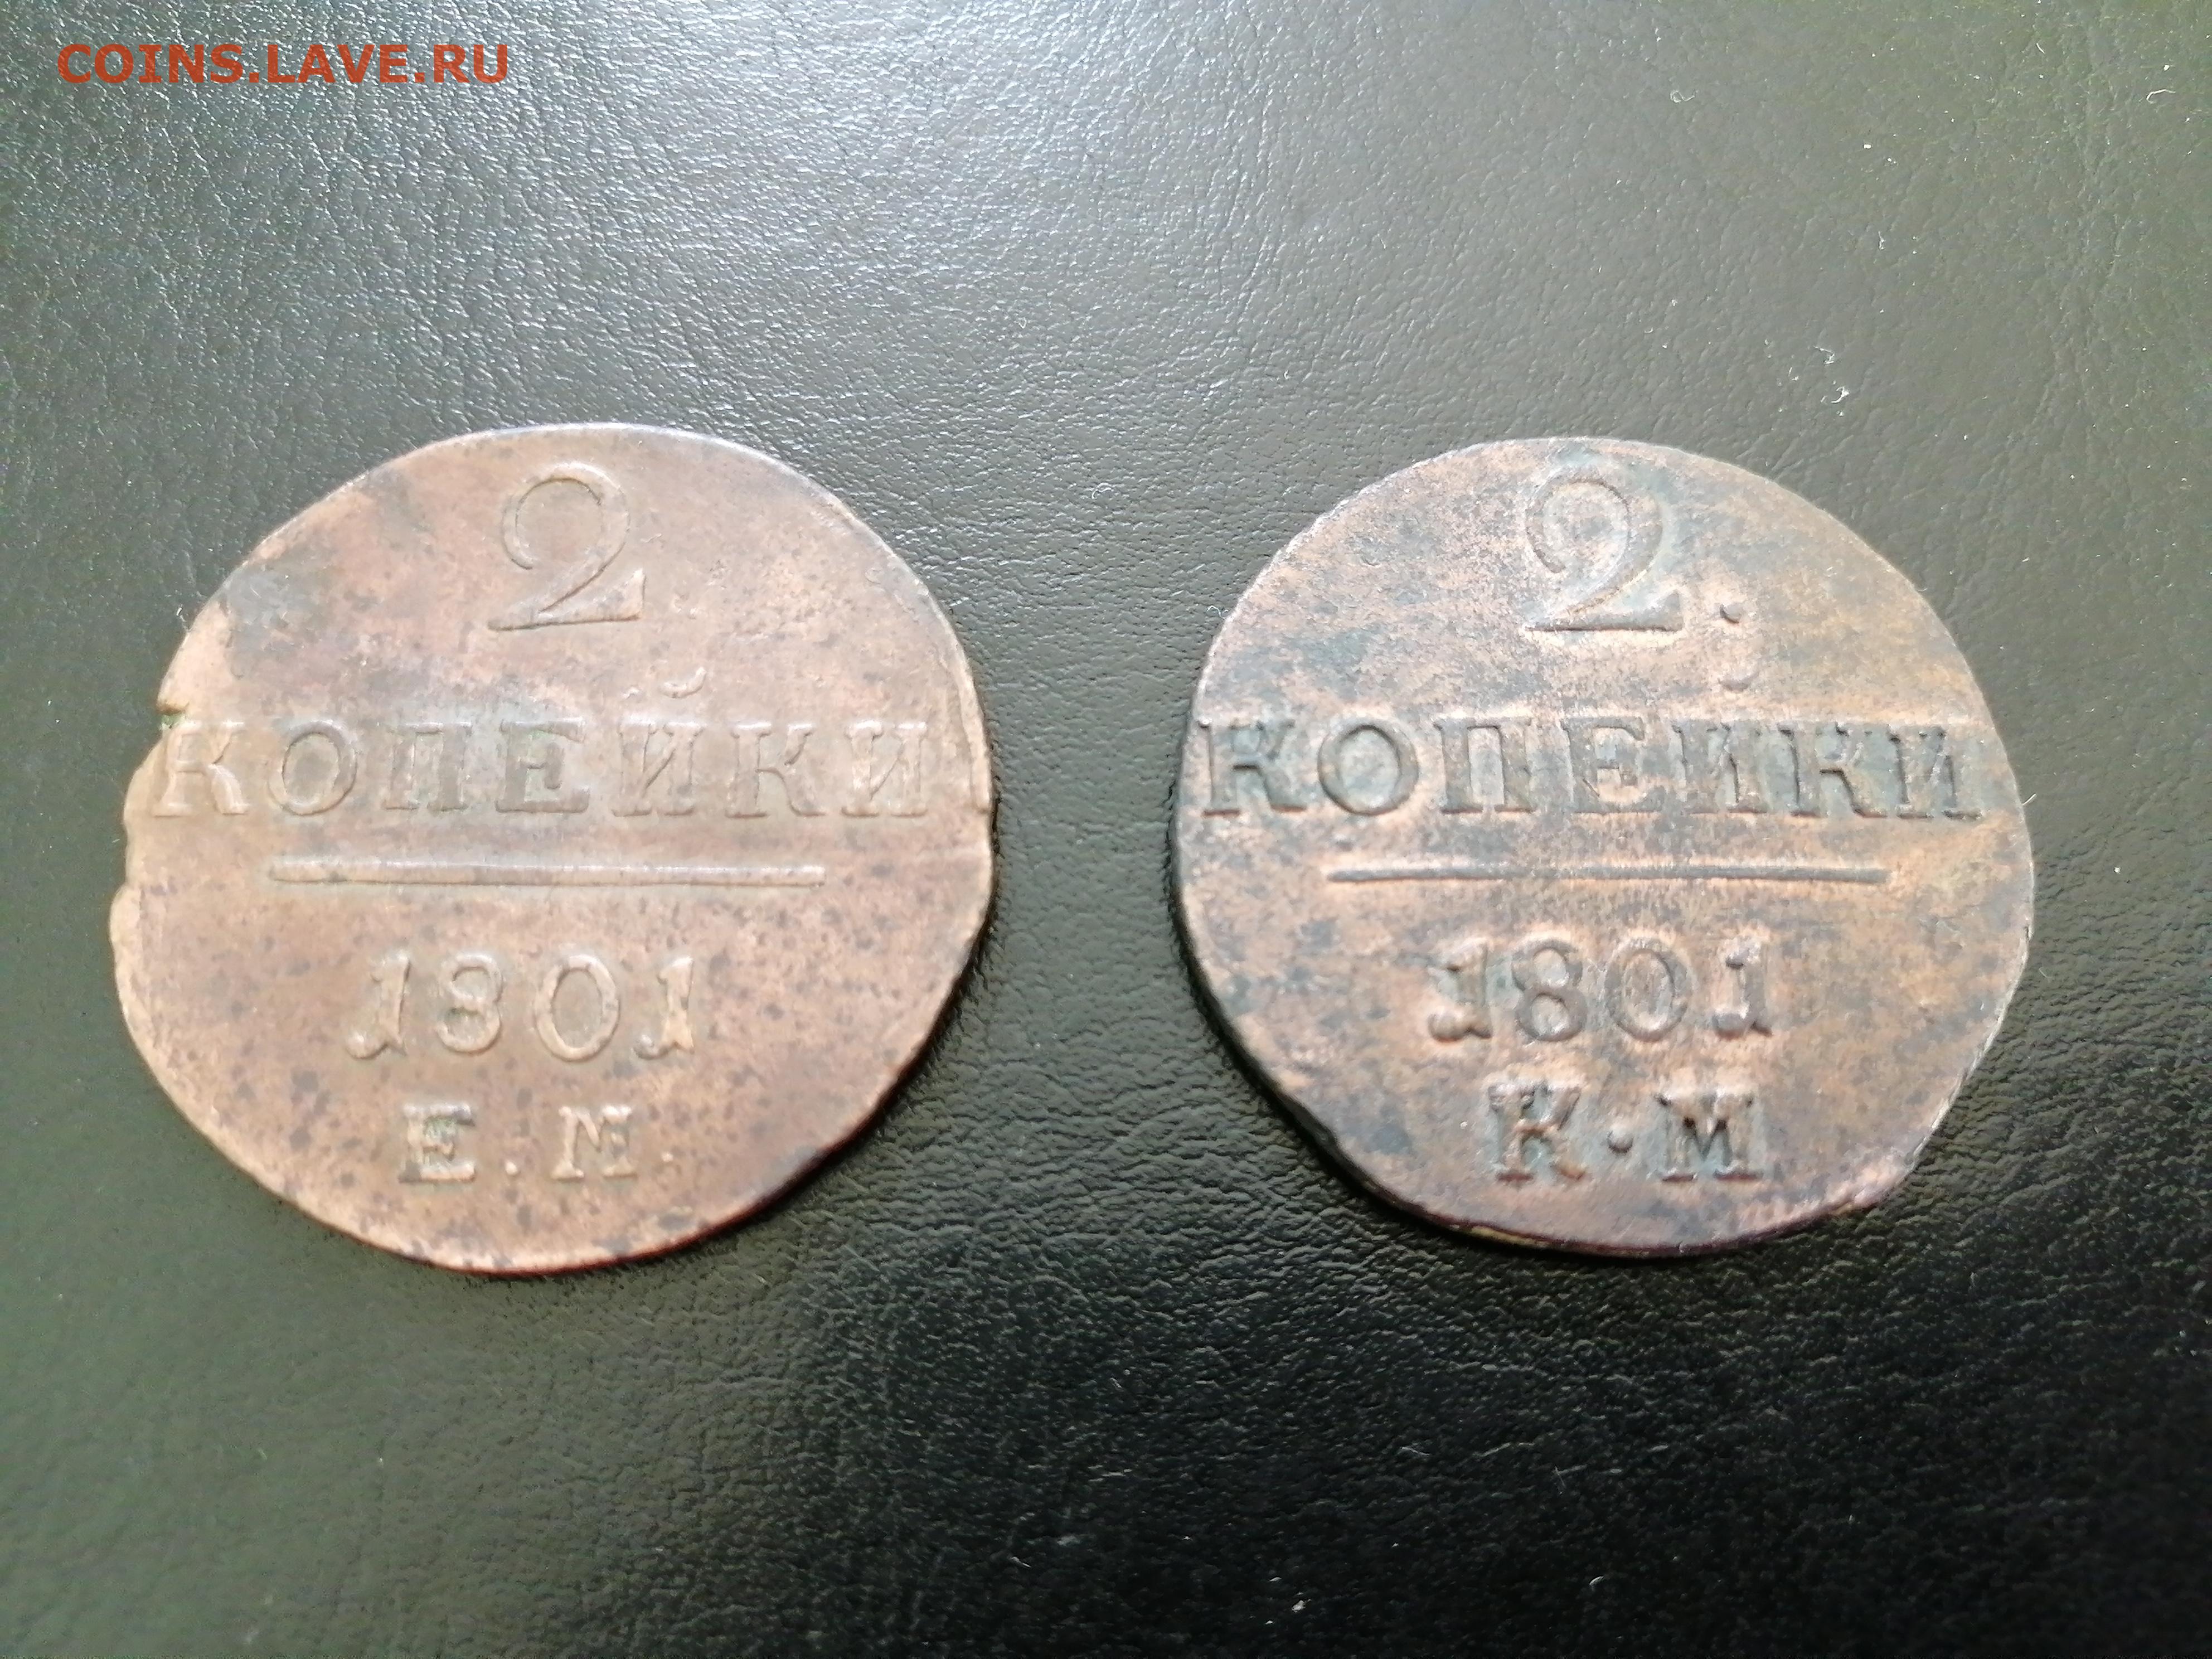 COINS.LAVE.RU
2
КОПЕЙКИ
1801
Е.М.
2.
КОПЕЙКИ
1801
К·М